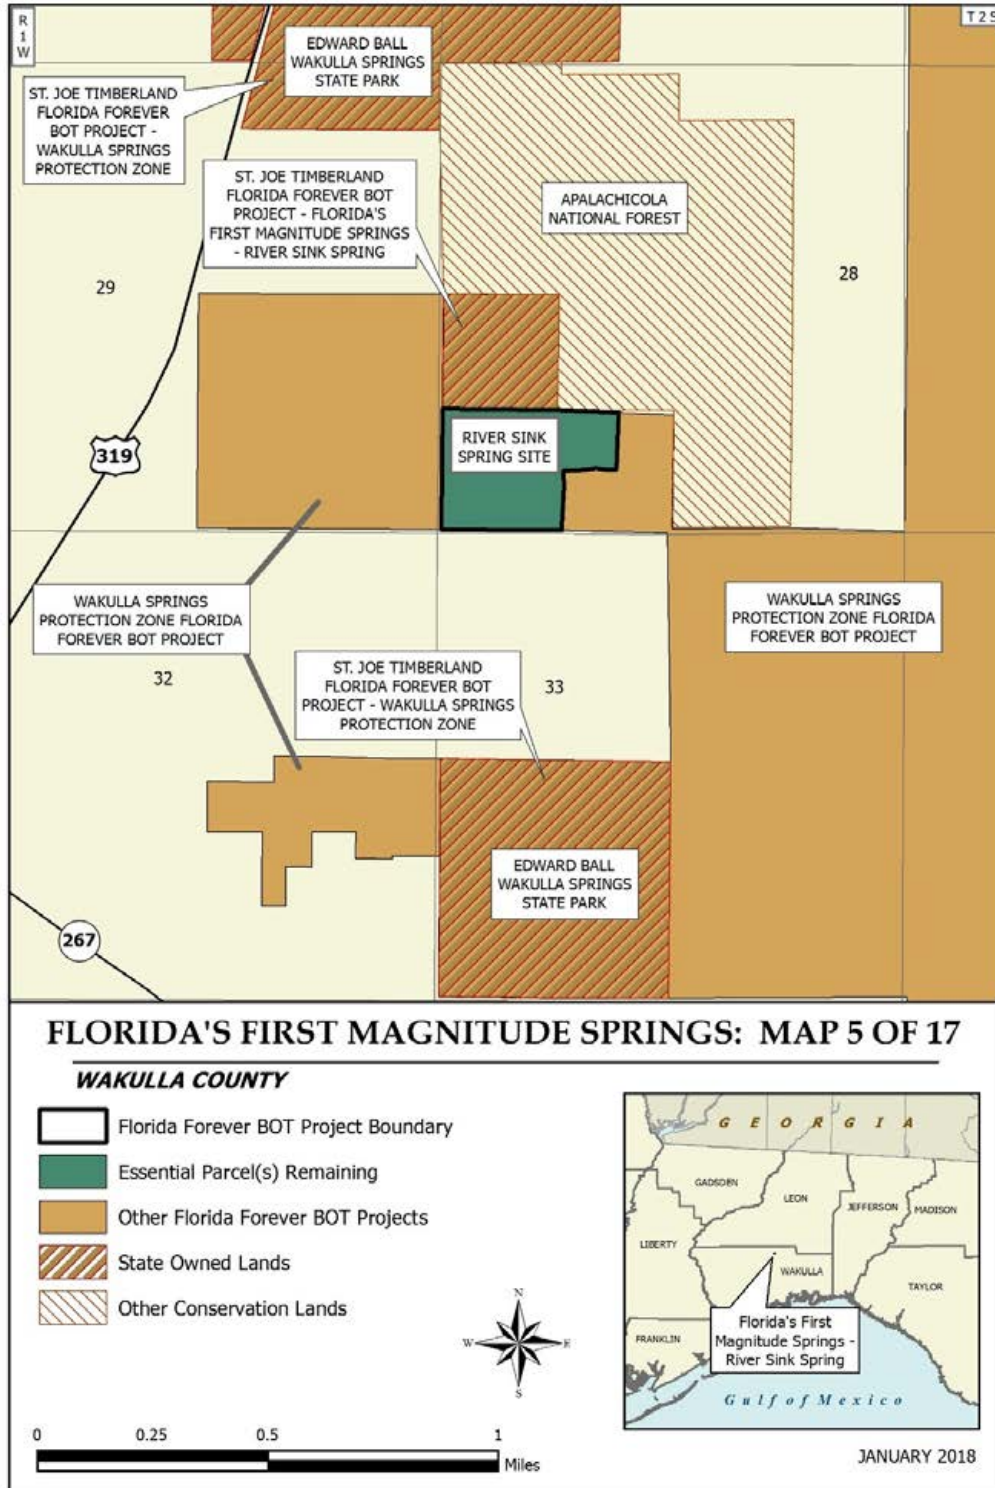 R
1
W
T 2 S
EDWARD BALL
WAKULLA SPRINGS
STATE PARK
ST. JOE TIMBERLAND
FLORIDA FOREVER
BOT PROJECT -
WAKULLA SPRINGS
PROTECTION ZONE
ST. JOE TIMBERLAND
FLORIDA FOREVER BOT
PROJECT - FLORIDA'S
FIRST MAGNITUDE SPRINGS
- RIVER SINK SPRING
APALACHICOLA
NATIONAL FOREST
29
28
319
RIVER SINK
SPRING SITE
WAKULLA SPRINGS
PROTECTION ZONE FLORIDA
FOREVER BOT PROJECT
WAKULLA SPRINGS
PROTECTION ZONE FLORIDA
FOREVER BOT PROJECT
32
ST. JOE TIMBERLAND
FLORIDA FOREVER BOT
PROJECT - WAKULLA SPRINGS
PROTECTION ZONE
33
EDWARD BALL
WAKULLA SPRINGS
STATE PARK
267
FLORIDA'S FIRST MAGNITUDE SPRINGS: MAP 5 OF 17
WAKULLA COUNTY
Florida Forever BOT Project Boundary
Essential Parcel(s) Remaining
Other Florida Forever BOT Projects
State Owned Lands
Other Conservation Lands
N
W
E
S
0 0.25 0.5 1
Miles
GEORGIA
GADSDEN
LEON
JEFFERSON
MADISON
LIBERTY
WAKULLA
TAYLOR
FRANKLIN
Florida's First
Magnitude Springs -
River Sink Spring
Gulf of Mexico
JANUARY 2018